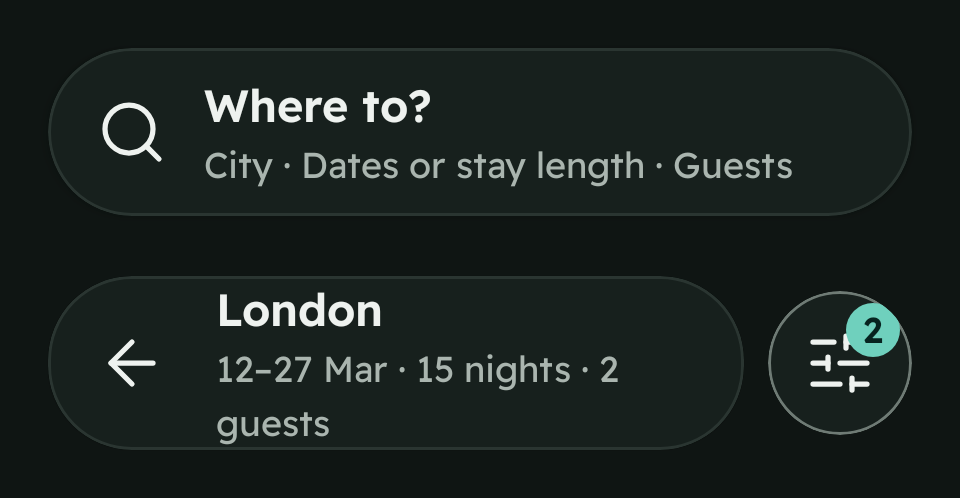 Where to?
City · Dates or stay length · Guests
London
12–27 Mar · 15 nights · 2
guests
2